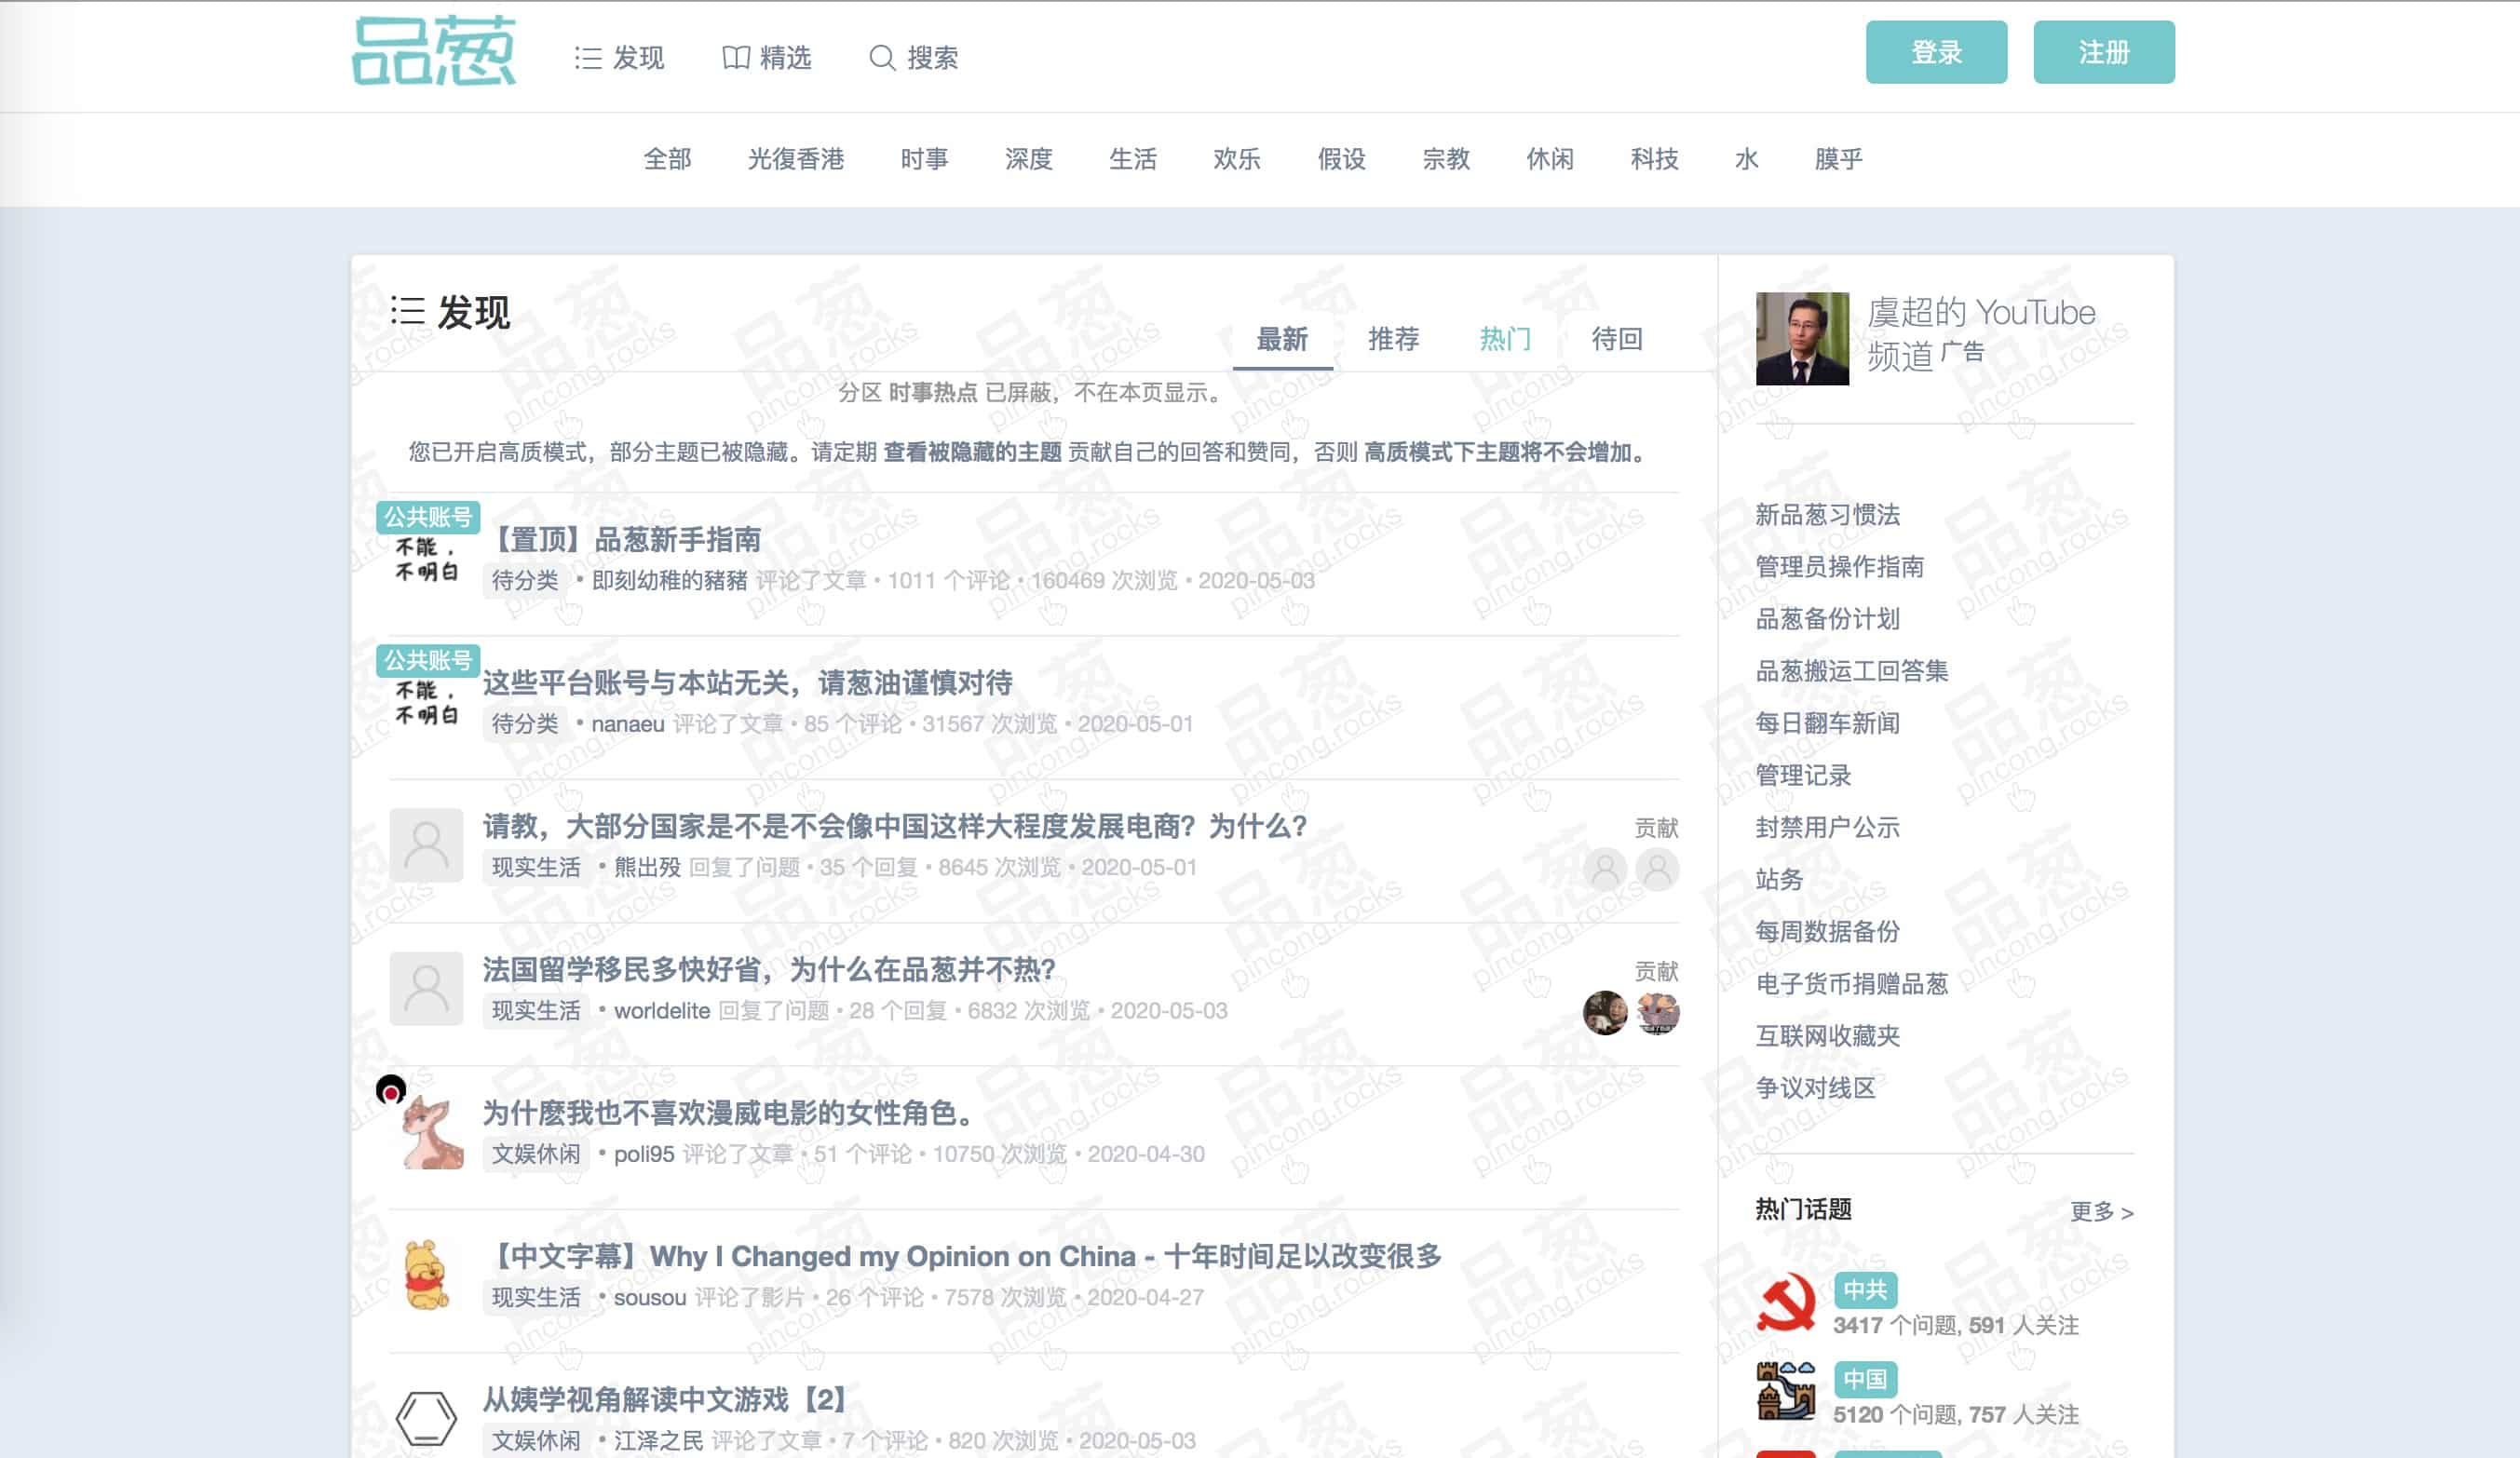 品葱
发现
精选
搜索
登录
注册
全部 光復香港 时事 深度 生活 欢乐 假设 宗教 休闲 科技 水 膜乎
发现
最新 推荐 热门 待回
分区 时事热点 已屏蔽，不在本页显示。
您已开启高质模式，部分主题已被隐藏。请定期 查看被隐藏的主题 贡献自己的回答和赞同，否则 高质模式下主题将不会增加。
公共账号
不能，
不明白
【置顶】品葱新手指南
待分类 • 即刻幼稚的豬豬 评论了文章 • 1011 个评论 • 160469 次浏览 • 2020-05-03
公共账号
不能，
不明白
这些平台账号与本站无关，请葱油谨慎对待
待分类 • nanaeu 评论了文章 • 85 个评论 • 31567 次浏览 • 2020-05-01
请教，大部分国家是不是不会像中国这样大程度发展电商？为什么？
贡献
现实生活 • 熊出殁 回复了问题 • 35 个回复 • 8645 次浏览 • 2020-05-01
法国留学移民多快好省，为什么在品葱并不热？
贡献
现实生活 • worldelite 回复了问题 • 28 个回复 • 6832 次浏览 • 2020-05-03
为什麽我也不喜欢漫威电影的女性角色。
文娱休闲 • poli95 评论了文章 • 51 个评论 • 10750 次浏览 • 2020-04-30
【中文字幕】Why I Changed my Opinion on China - 十年时间足以改变很多
现实生活 • sousou 评论了影片 • 26 个评论 • 7578 次浏览 • 2020-04-27
从姨学视角解读中文游戏【2】
文娱休闲 • 江泽之民 评论了文章 • 7 个评论 • 820 次浏览 • 2020-05-03
虞超的 YouTube
频道 广告
新品葱习惯法
管理员操作指南
品葱备份计划
品葱搬运工回答集
每日翻车新闻
管理记录
封禁用户公示
站务
每周数据备份
电子货币捐赠品葱
互联网收藏夹
争议对线区
热门话题
更多 >
中共
3417 个问题, 591 人关注
中国
5120 个问题, 757 人关注
品葱
pincong.rocks